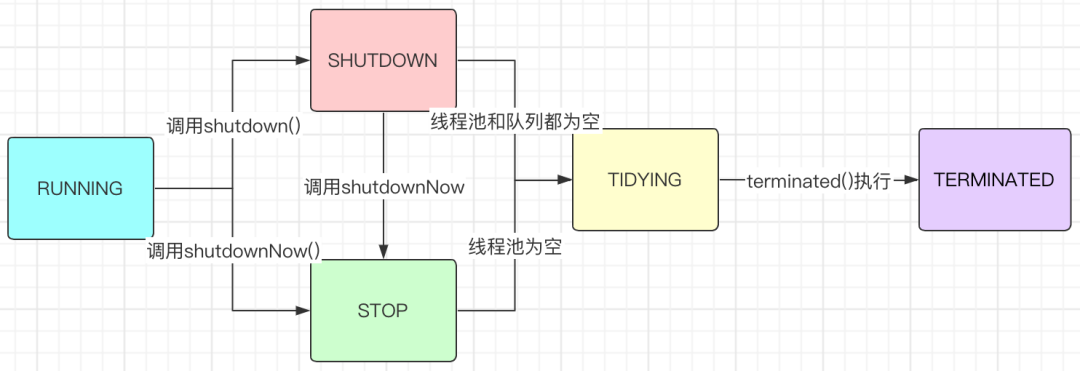 SHUTDOWN
调用shutdown()
线程池和队列都为空
RUNNING
调用shutdownNow
TIDYING
terminated()执行
TERMINATED
调用shutdownNow()
线程池为空
STOP